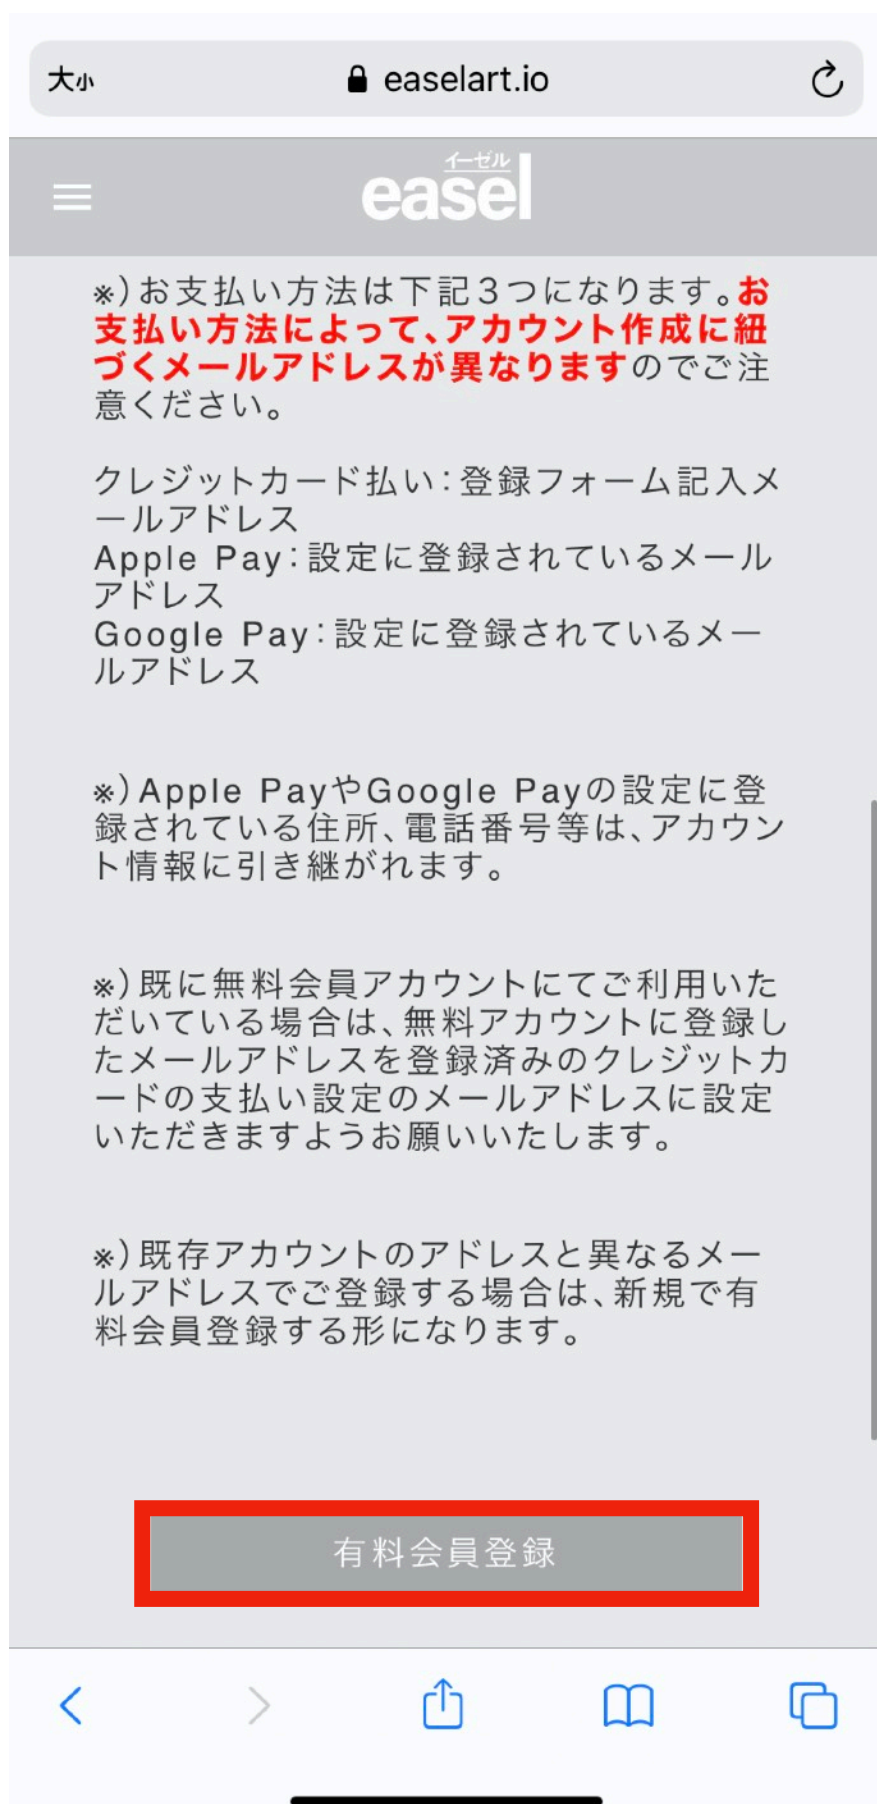 大小 easelart.io
イーゼル
easel
※)お支払い方法は下記3つになります。お
支払い方法によって、アカウント作成に紐
づくメールアドレスが異なりますのでご注
意ください。
クレジットカード払い：登録フォーム記入メ
ールアドレス
Apple Pay：設定に登録されているメール
アドレス
Google Pay：設定に登録されているメー
ルアドレス
※)Apple PayやGoogle Payの設定に登
録されている住所、電話番号等は、アカウン
ト情報に引き継がれます。
※)既に無料会員アカウントにてご利用いた
だいている場合は、無料アカウントに登録し
たメールアドレスを登録済みのクレジットカ
ードの支払い設定のメールアドレスに設定
いただきますようお願いいたします。
※)既存アカウントのアドレスと異なるメー
ルアドレスでご登録する場合は、新規で有
料会員登録する形になります。
有料会員登録